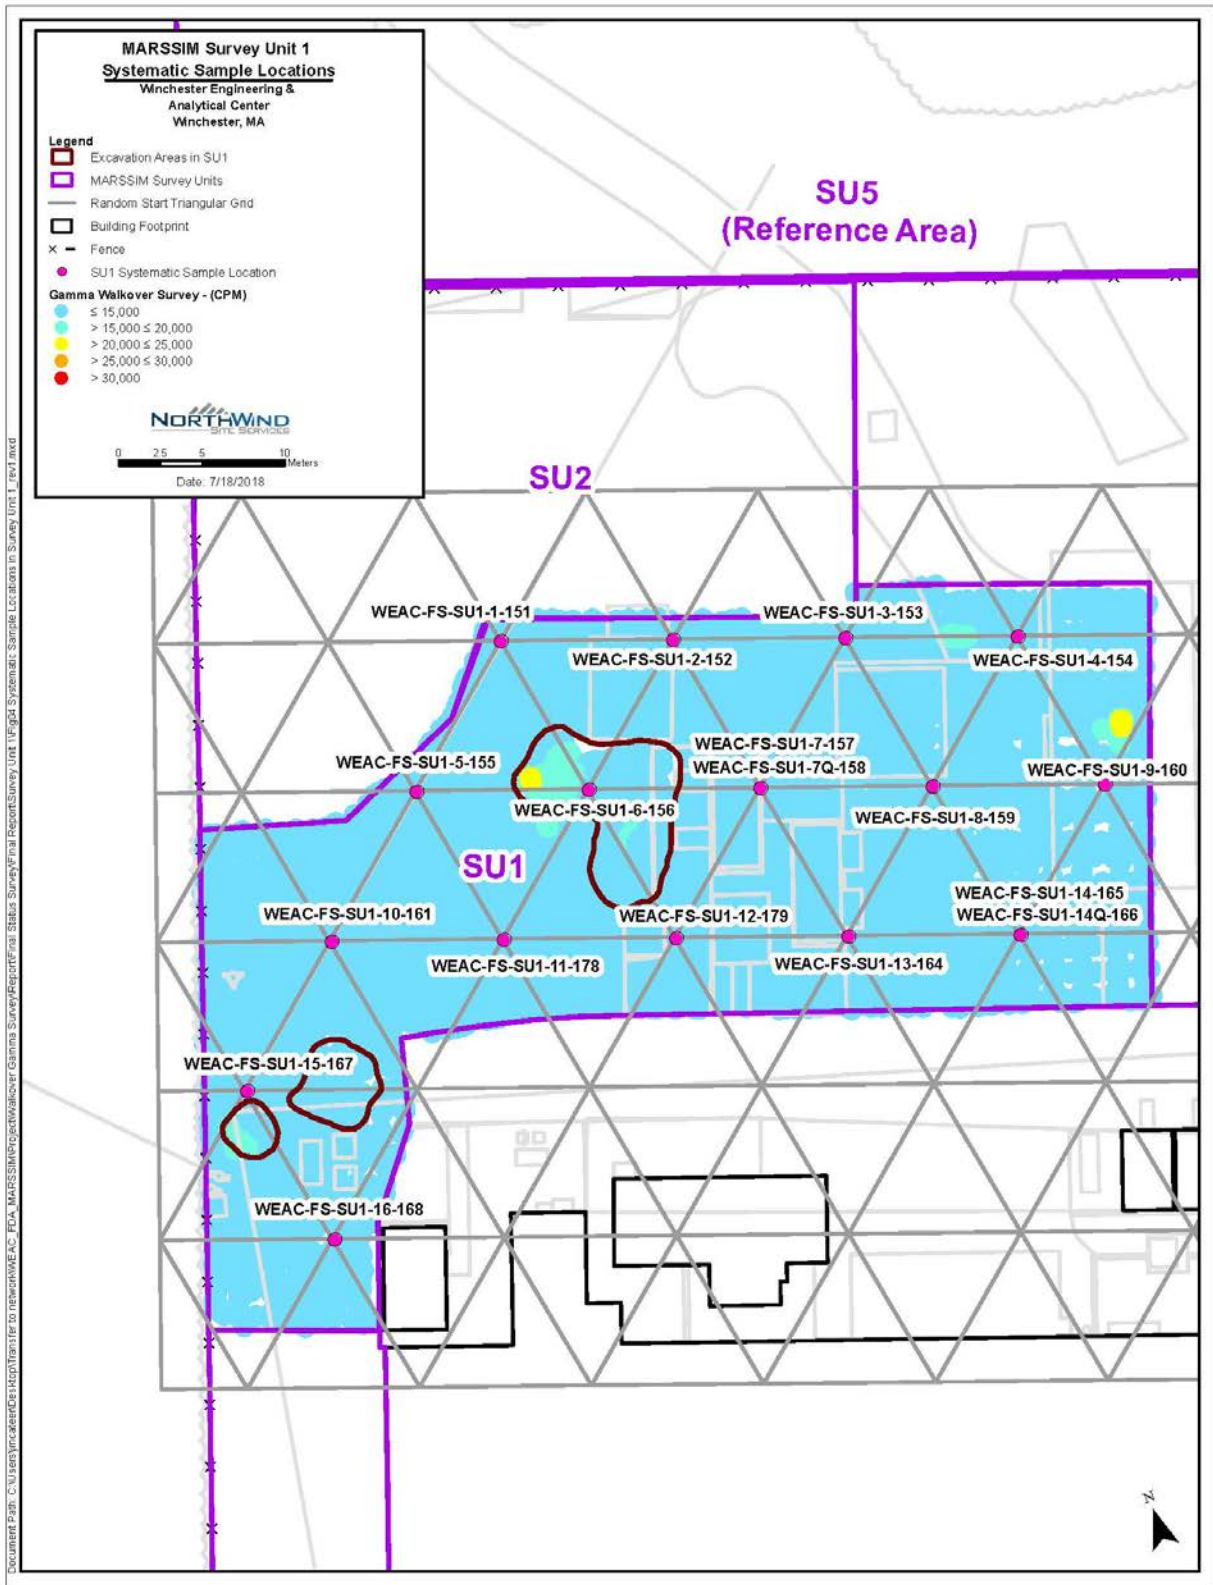 MARSSIM Survey Unit 1
Systematic Sample Locations
Winchester Engineering &
Analytical Center
Winchester, MA
Legend
Excavation Areas in SU1
MARSSIM Survey Units
Random Start Triangular Grid
Building Footprint
Fence
SU1 Systematic Sample Location
Gamma Walkover Survey - (CPM)
≤ 15,000
> 15,000 ≤ 20,000
> 20,000 ≤ 25,000
> 25,000 ≤ 30,000
> 30,000
NORTHWIND
SITE SERVICES
0 2.5 5 10
Meters
Date: 7/18/2018
SU5
(Reference Area)
SU2
WEAC-FS-SU1-1-151
WEAC-FS-SU1-3-153
WEAC-FS-SU1-2-152
WEAC-FS-SU1-4-154
WEAC-FS-SU1-7-157
WEAC-FS-SU1-5-155
WEAC-FS-SU1-7Q-158
WEAC-FS-SU1-9-160
WEAC-FS-SU1-6-156
WEAC-FS-SU1-8-159
SU1
WEAC-FS-SU1-14-165
WEAC-FS-SU1-10-161
WEAC-FS-SU1-12-179
WEAC-FS-SU1-14Q-166
WEAC-FS-SU1-11-178
WEAC-FS-SU1-13-164
WEAC-FS-SU1-15-167
WEAC-FS-SU1-16-168
N